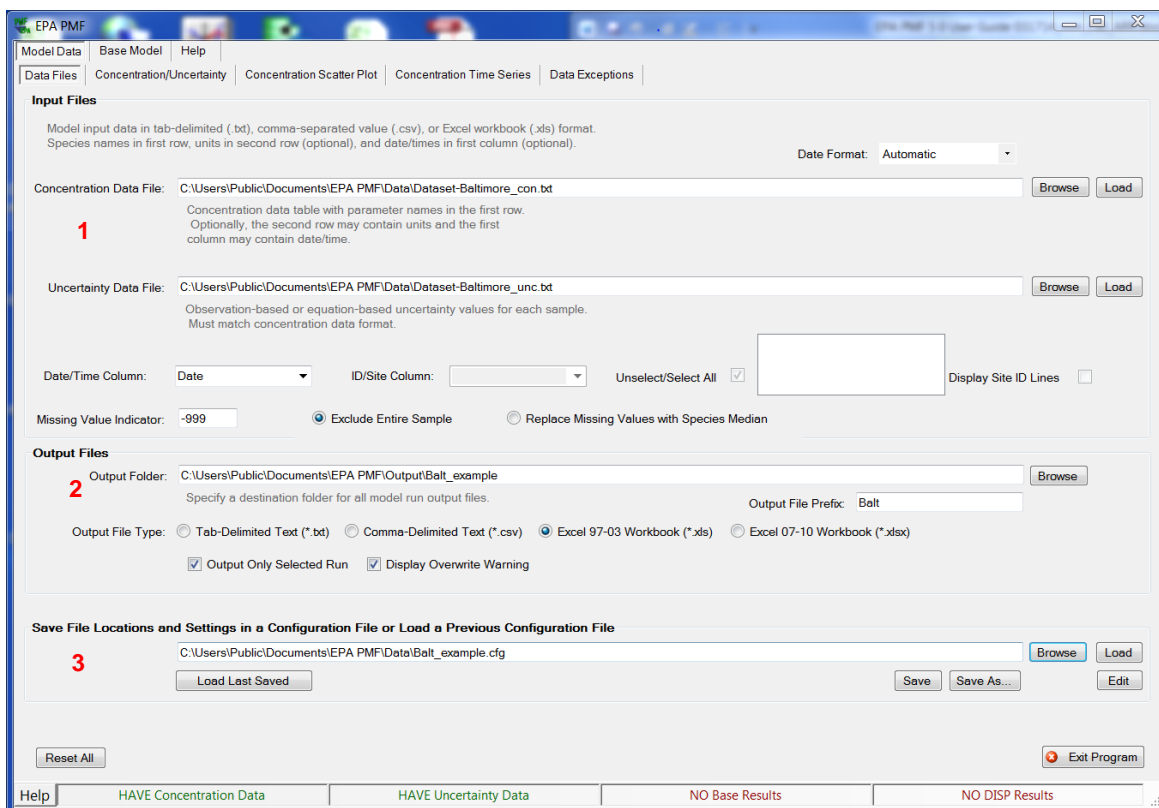 EPA PMF
Model Data Base Model Help
Data Files Concentration/Uncertainty Concentration Scatter Plot Concentration Time Series Data Exceptions
Input Files
Model input data in tab-delimited (.txt), comma-separated value (.csv), or Excel workbook (.xls) format.
Species names in first row, units in second row (optional), and date/times in first column (optional).
Date Format: Automatic
Concentration Data File: C:\Users\Public\Documents\EPA PMF\Data\Dataset-Baltimore_con.txt Browse Load
1
Concentration data table with parameter names in the first row.
Optionally, the second row may contain units and the first
column may contain date/time.
Uncertainty Data File: C:\Users\Public\Documents\EPA PMF\Data\Dataset-Baltimore_unc.txt Browse Load
Observation-based or equation-based uncertainty values for each sample.
Must match concentration data format.
Date/Time Column: Date ID/Site Column: Unselect/Select All Display Site ID Lines
Missing Value Indicator: -999 Exclude Entire Sample Replace Missing Values with Species Median
Output Files
Output Folder: C:\Users\Public\Documents\EPA PMF\Output\Balt_example Browse
2
Specify a destination folder for all model run output files. Output File Prefix: Balt
Output File Type: Tab-Delimited Text (*.txt) Comma-Delimited Text (*.csv) Excel 97-03 Workbook (*.xls) Excel 07-10 Workbook (*.xlsx)
Output Only Selected Run Display Overwrite Warning
Save File Locations and Settings in a Configuration File or Load a Previous Configuration File
3
C:\Users\Public\Documents\EPA PMF\Data\Balt_example.cfg Browse Load
Load Last Saved Save Save As... Edit
Reset All Exit Program
Help HAVE Concentration Data HAVE Uncertainty Data NO Base Results NO DISP Results